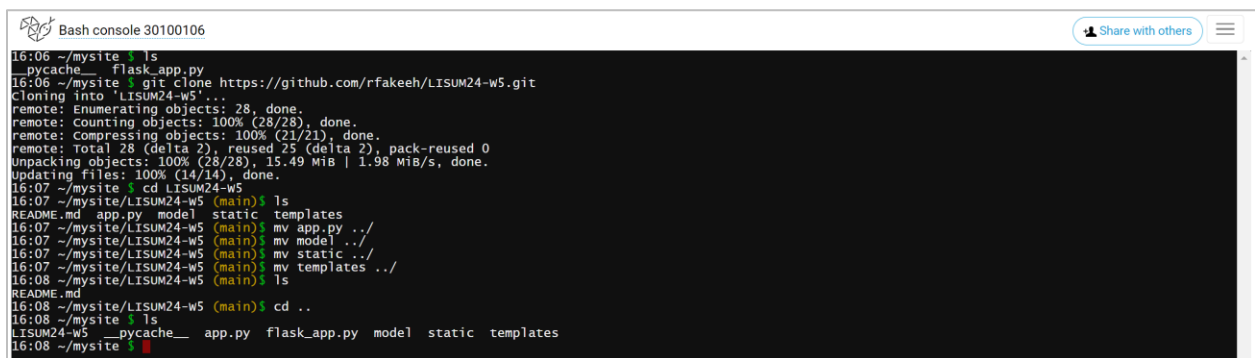 Bash console 30100106
Share with others
16:06 ~/mysite $ ls
__pycache__  flask_app.py
16:06 ~/mysite $ git clone https://github.com/rfakeeh/LISUM24-W5.git
Cloning into 'LISUM24-W5'...
remote: Enumerating objects: 28, done.
remote: Counting objects: 100% (28/28), done.
remote: Compressing objects: 100% (21/21), done.
remote: Total 28 (delta 2), reused 25 (delta 2), pack-reused 0
Unpacking objects: 100% (28/28), 15.49 MiB | 1.98 MiB/s, done.
Updating files: 100% (14/14), done.
16:07 ~/mysite $ cd LISUM24-W5
16:07 ~/mysite/LISUM24-W5 (main)$ ls
README.md  app.py  model  static  templates
16:07 ~/mysite/LISUM24-W5 (main)$ mv app.py ../
16:07 ~/mysite/LISUM24-W5 (main)$ mv model ../
16:07 ~/mysite/LISUM24-W5 (main)$ mv static ../
16:07 ~/mysite/LISUM24-W5 (main)$ mv templates ../
16:08 ~/mysite/LISUM24-W5 (main)$ ls
README.md
16:08 ~/mysite/LISUM24-W5 (main)$ cd ..
16:08 ~/mysite $ ls
LISUM24-W5  __pycache__  app.py  flask_app.py  model  static  templates
16:08 ~/mysite $